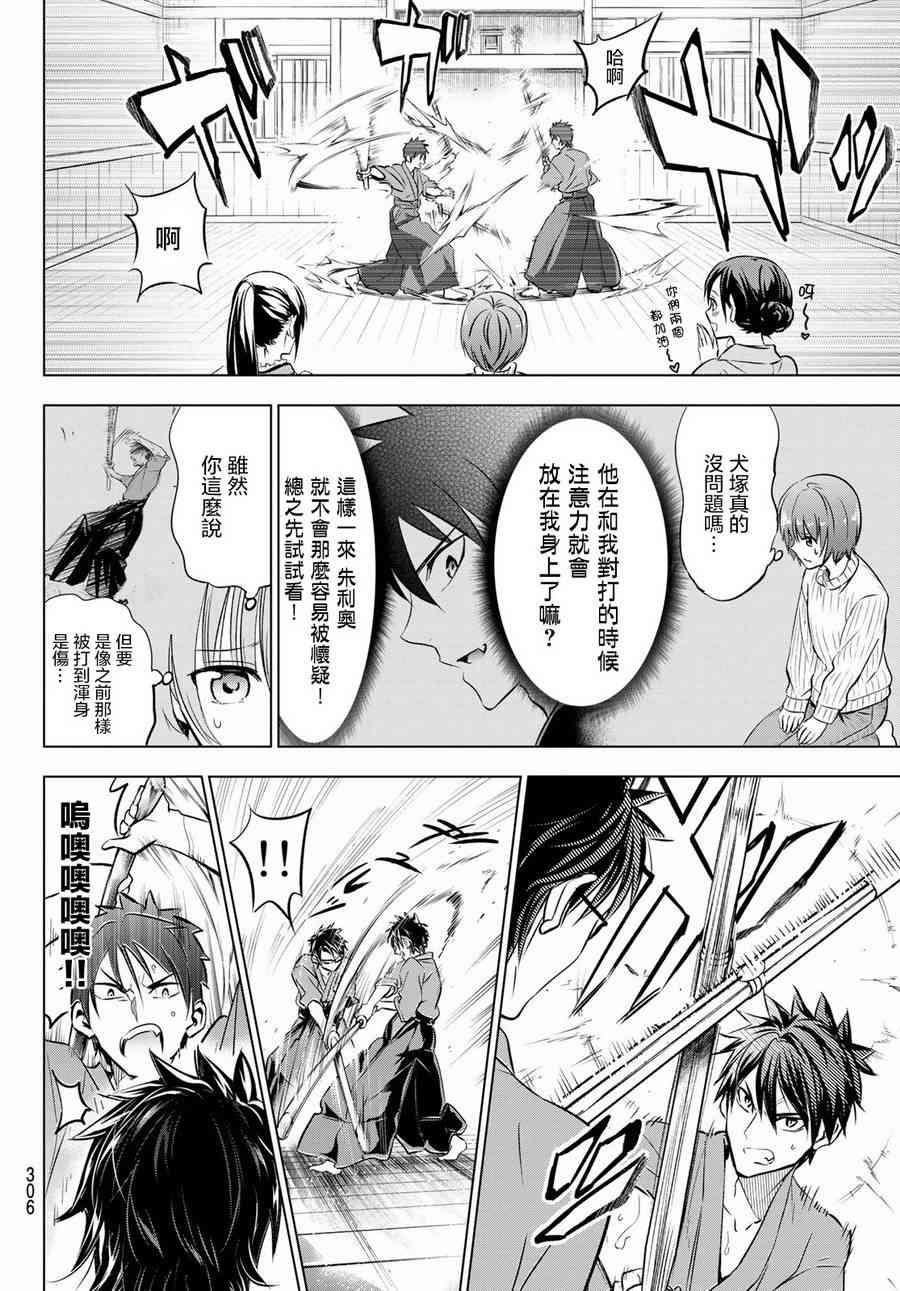 哈啊
啊
呀~
你們兩個
都加油~
犬塚真的
沒問題嗎…
他在和我對打的時候
注意力就會
放在我身上了嘛？
這樣一來 朱利奧
就不會那麼容易被懷疑！
總之先試試看！
雖然
你這麼說
但要
是像之前那樣
被打到渾身
是傷…
!!
嗚噢噢噢噢!!
306